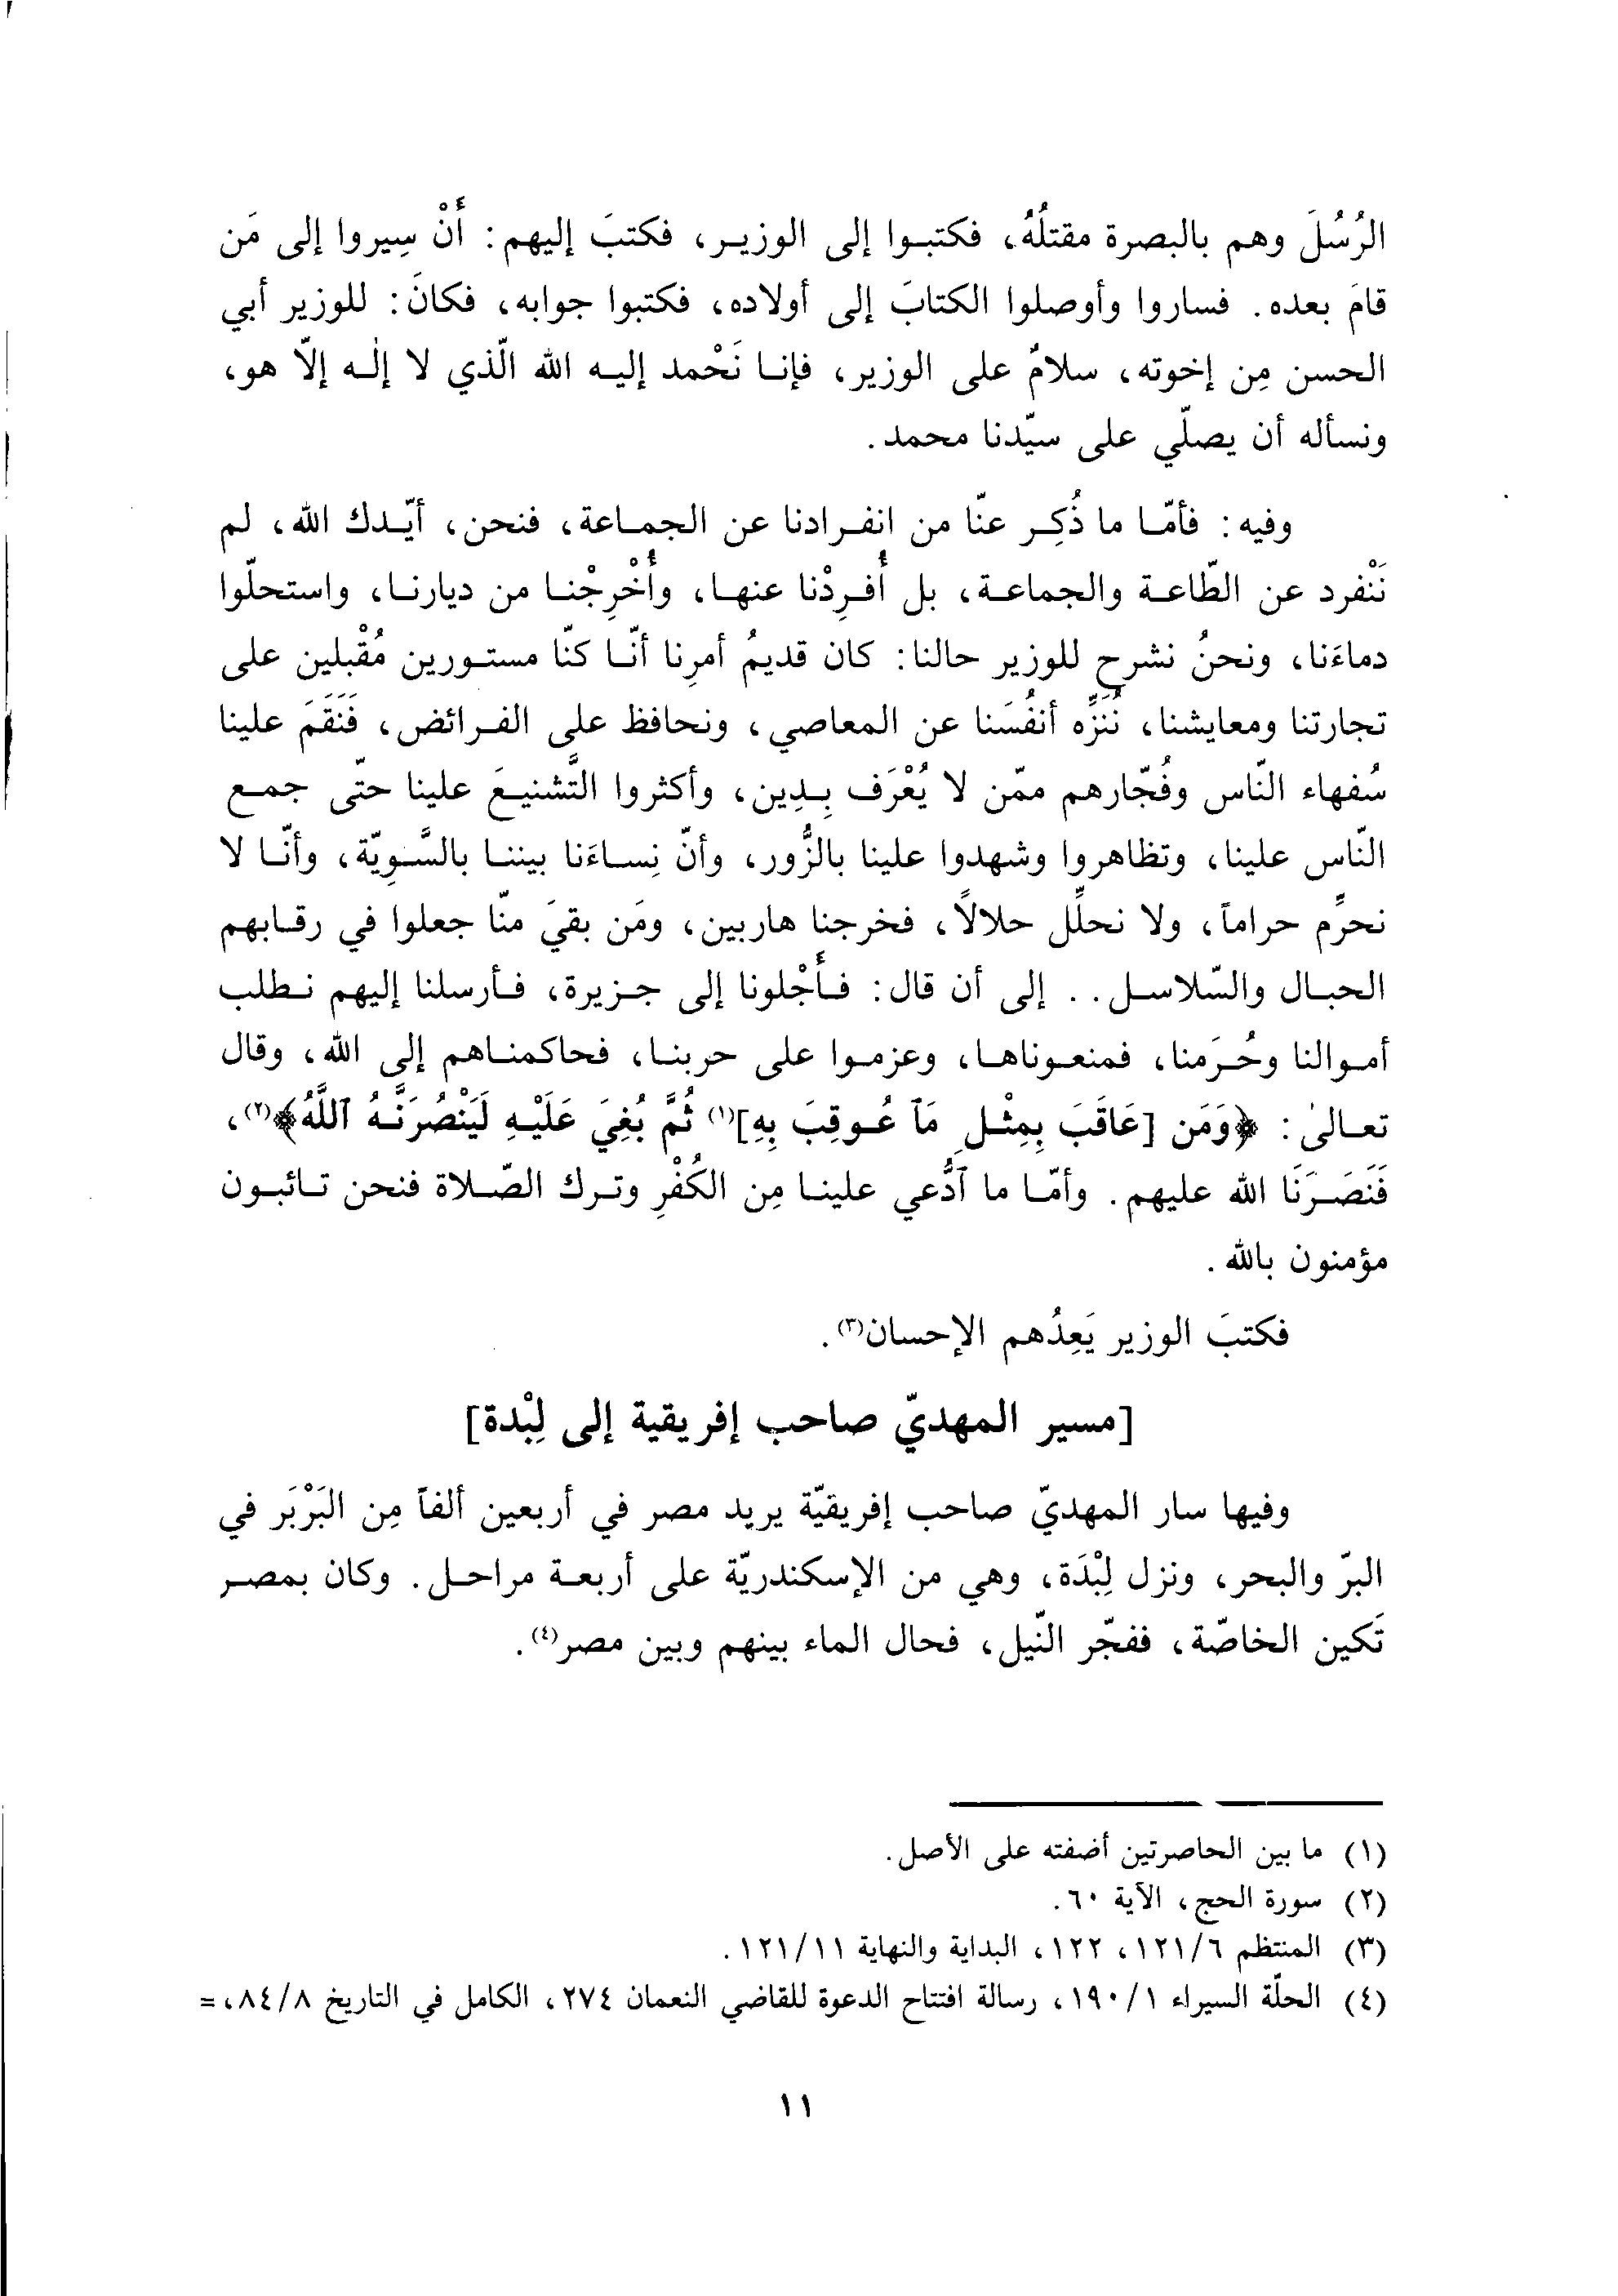 الرُسُلَ وهم بالبصرة مقتلُهُ، فكتبوا إلى الوزير، فكتبَ إليهم: أَنْ سِيروا إلى مَن
قامَ بعده. فساروا وأوصلوا الكتابَ إلى أولاده، فكتبوا جوابه، فكانَ: للوزير أبي
الحسن مِن إخوته، سلامٌ على الوزير، فإنا نَحْمد إليه الله الّذي لا إلٰه إلّا هو،
ونسأله أن يصلّي على سيّدنا محمد.
وفيه: فأمّا ما ذُكِر عنّا من انفرادنا عن الجماعة، فنحن، أيّدك الله، لم
نَنْفرد عن الطّاعة والجماعة، بل أُفرِدْنا عنها، وأُخْرِجْنا من ديارنا، واستحلّوا
دماءَنا، ونحنُ نشرح للوزير حالنا: كان قديمُ أمرِنا أنّا كنّا مستورين مُقْبلين على
تجارتنا ومعايشنا، نُنَزِّه أنفُسَنا عن المعاصي، ونحافظ على الفرائض، فَنَقَمَ علينا
سُفهاء النّاس وفُجّارهم ممّن لا يُعْرَف بِدِين، وأكثروا التَّشنيعَ علينا حتّى جمع
النّاس علينا، وتظاهروا وشهدوا علينا بالزُّور، وأنّ نِساءَنا بيننا بالسَّوِيّة، وأنّا لا
نحرِّم حراماً، ولا نحلِّل حلالاً، فخرجنا هاربين، ومَن بقيَ منّا جعلوا في رقابهم
الحبال والسّلاسل.. إلى أن قال: فأَجْلونا إلى جزيرة، فأرسلنا إليهم نطلب
أموالنا وحُرَمنا، فمنعوناها، وعزموا على حربنا، فحاكمناهم إلى الله، وقال
تعالىٰ: ﴿وَمَن [عَاقَبَ بِمِثْلِ مَآ عُوقِبَ بِهِ]⁽¹⁾ ثُمَّ بُغِيَ عَلَيْهِ لَيَنْصُرَنَّهُ ٱللَّهُ﴾⁽²⁾،
فَنَصَرَنَا الله عليهم. وأمّا ما ٱدُّعي علينا مِن الكُفْرِ وترك الصّلاة فنحن تائبون
مؤمنون بالله.
فكتبَ الوزير يَعِدُهم الإحسان⁽³⁾.
[مسير المهديّ صاحب إفريقية إلى لِبْدة]
وفيها سار المهديّ صاحب إفريقيّة يريد مصر في أربعين ألفاً مِن البَرْبَر في
البرّ والبحر، ونزل لِبْدَة، وهي من الإسكندريّة على أربعة مراحل. وكان بمصر
تَكين الخاصّة، ففجّر النّيل، فحال الماء بينهم وبين مصر⁽⁴⁾.
(١) ما بين الحاصرتين أضفته على الأصل.
(٢) سورة الحج، الآية ٦٠.
(٣) المنتظم ١٢١/٦، ١٢٢، البداية والنهاية ١٢١/١١.
(٤) الحلّة السيراء ١٩٠/١، رسالة افتتاح الدعوة للقاضي النعمان ٢٧٤، الكامل في التاريخ ٨٤/٨، =
١١